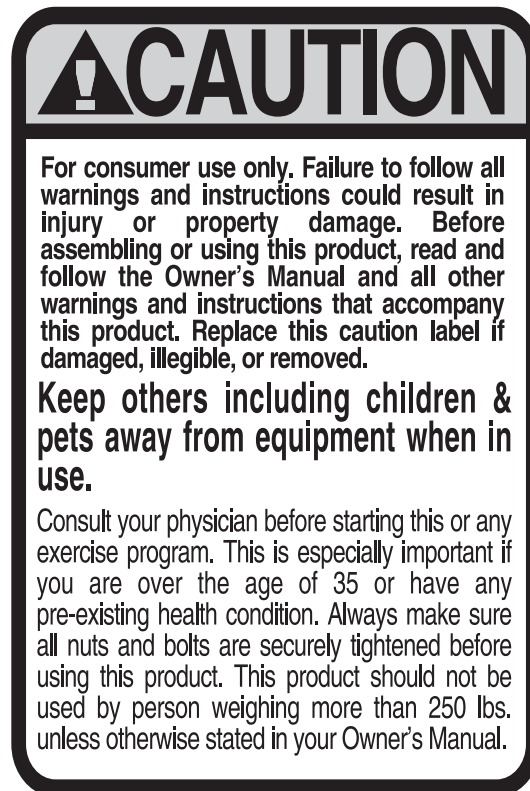 CAUTION
For consumer use only. Failure to follow all
warnings and instructions could result in
injury or property damage. Before
assembling or using this product, read and
follow the Owner's Manual and all other
warnings and instructions that accompany
this product. Replace this caution label if
damaged, illegible, or removed.
Keep others including children &
pets away from equipment when in
use.
Consult your physician before starting this or any
exercise program. This is especially important if
you are over the age of 35 or have any
pre-existing health condition. Always make sure
all nuts and bolts are securely tightened before
using this product. This product should not be
used by person weighing more than 250 lbs.
unless otherwise stated in your Owner's Manual.